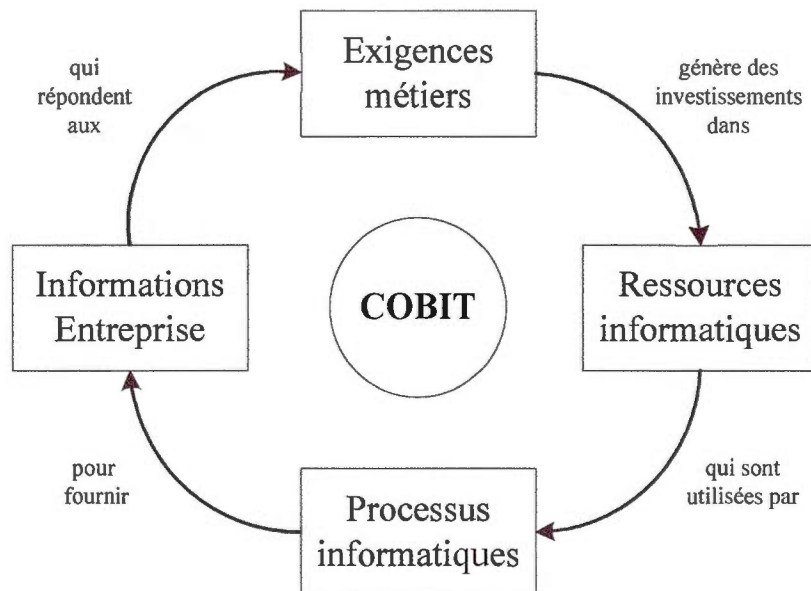 Exigences
métiers
génère des
investissements
dans
Ressources
informatiques
qui sont
utilisées par
Processus
informatiques
pour
fournir
Informations
Entreprise
qui
répondent
aux
COBIT